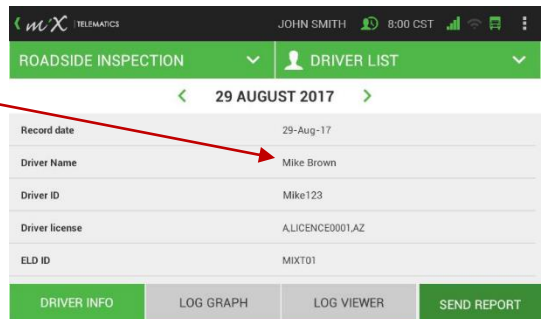 mix TELEMATICS JOHN SMITH 8:00 CST
ROADSIDE INSPECTION DRIVER LIST
29 AUGUST 2017
Record date 29-Aug-17
Driver Name Mike Brown
Driver ID Mike123
Driver license A,LICENCE0001,AZ
ELD ID MIXT01
DRIVER INFO LOG GRAPH LOG VIEWER SEND REPORT